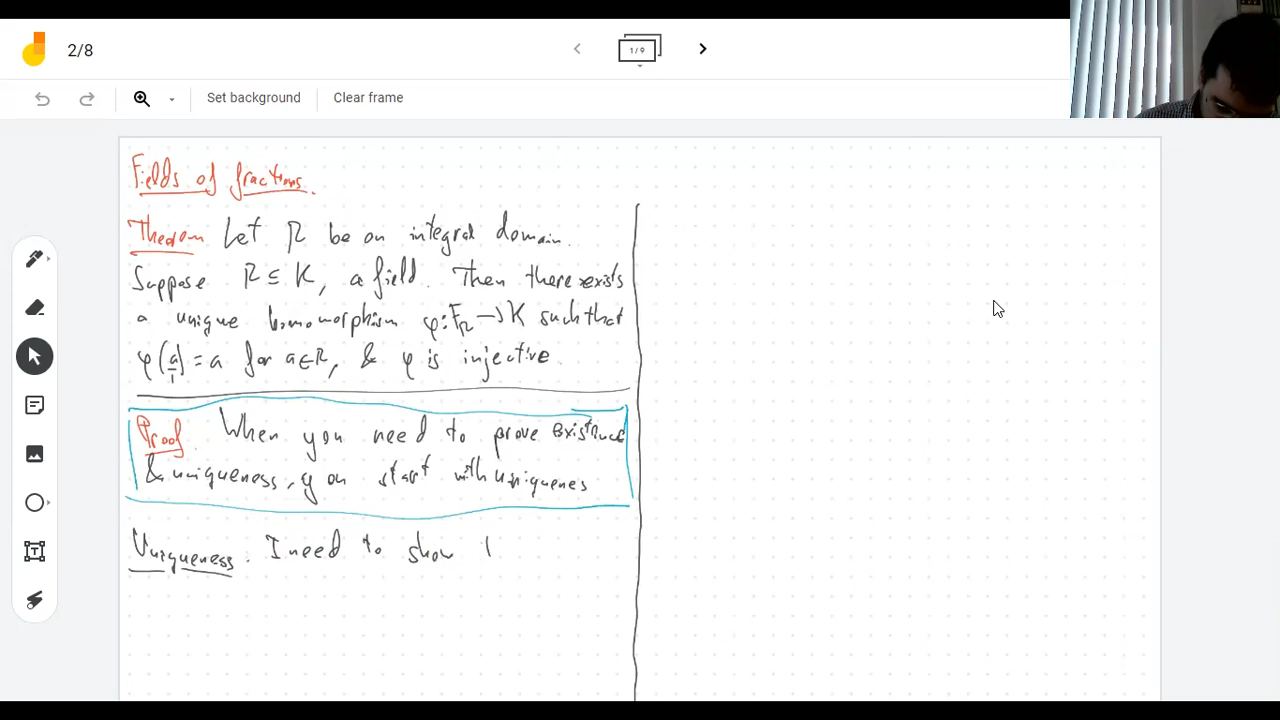 2/8
1/9
Set background
Clear frame
Fields of fractions.
Theorem Let R be an integral domain.
Suppose R ⊆ K, a field. Then there exists
a unique homomorphism φ: F_R → K such that
φ(a/1) = a for a ∈ R, & φ is injective.
Proof. When you need to prove existence
& uniqueness, you start with uniqueness
Uniqueness. I need to show